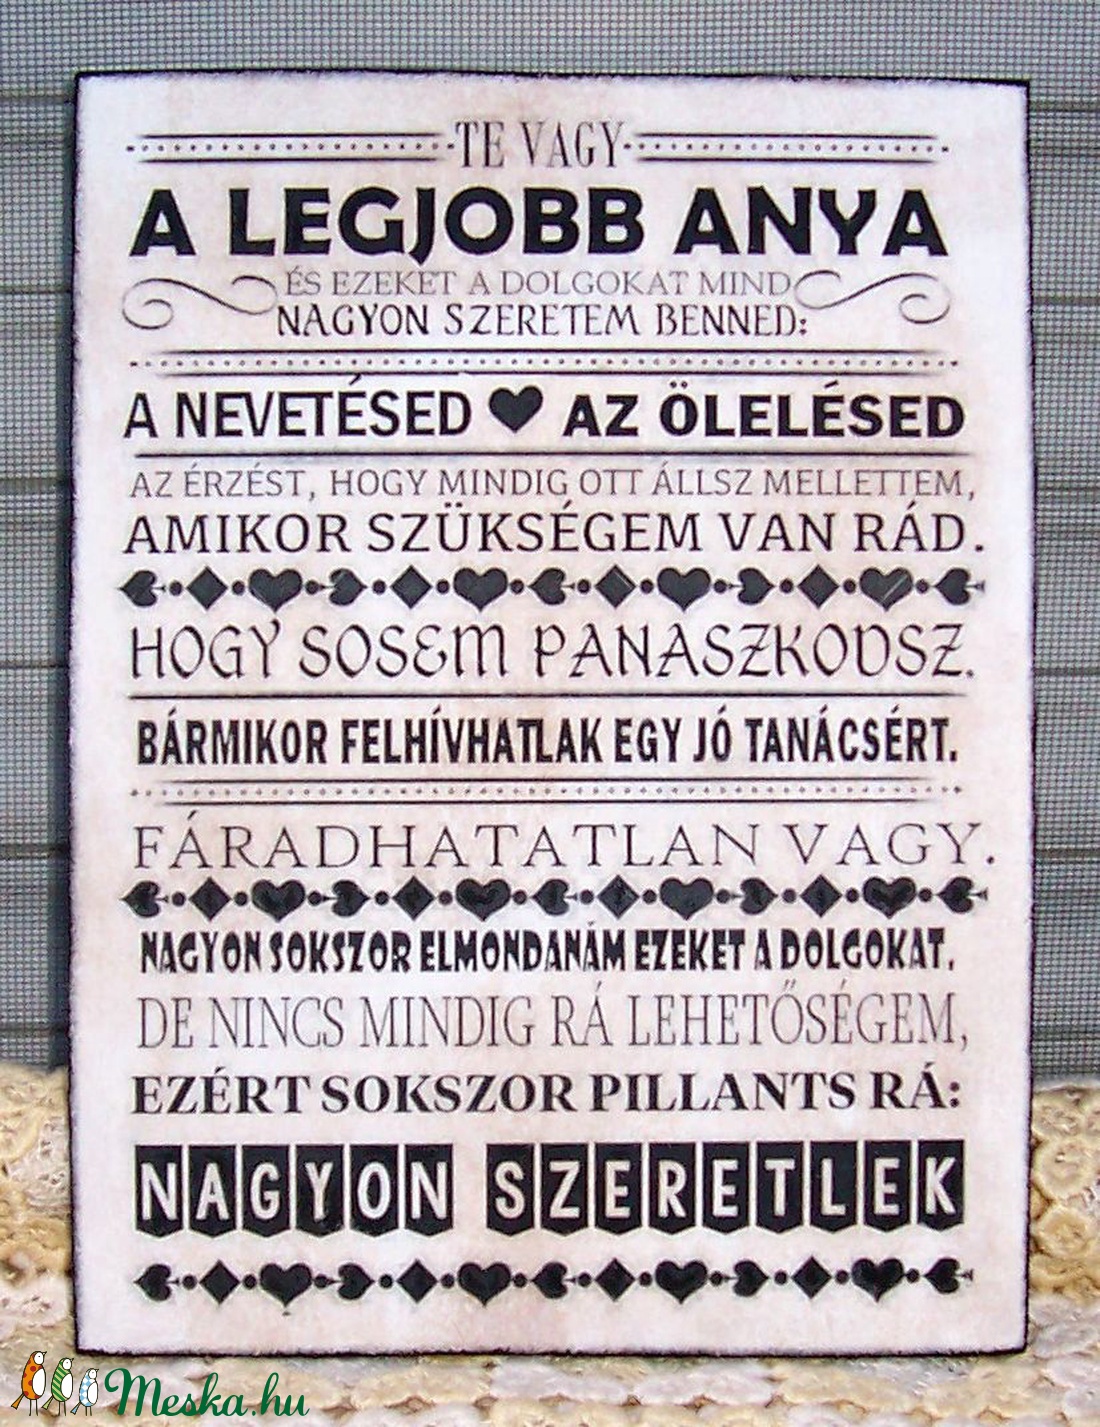 TE VAGY
A LEGJOBB ANYA
ÉS EZEKET A DOLGOKAT MIND
NAGYON SZERETEM BENNED:
A NEVETÉSED ♥ AZ ÖLELÉSED
AZ ÉRZÉST, HOGY MINDIG OTT ÁLLSZ MELLETTEM,
AMIKOR SZÜKSÉGEM VAN RÁD.
HOGY SOSEM PANASZKODSZ.
BÁRMIKOR FELHÍVHATLAK EGY JÓ TANÁCSÉRT.
FÁRADHATATLAN VAGY.
NAGYON SOKSZOR ELMONDANÁM EZEKET A DOLGOKAT,
DE NINCS MINDIG RÁ LEHETŐSÉGEM,
EZÉRT SOKSZOR PILLANTS RÁ:
NAGYON SZERETLEK
Meska.hu